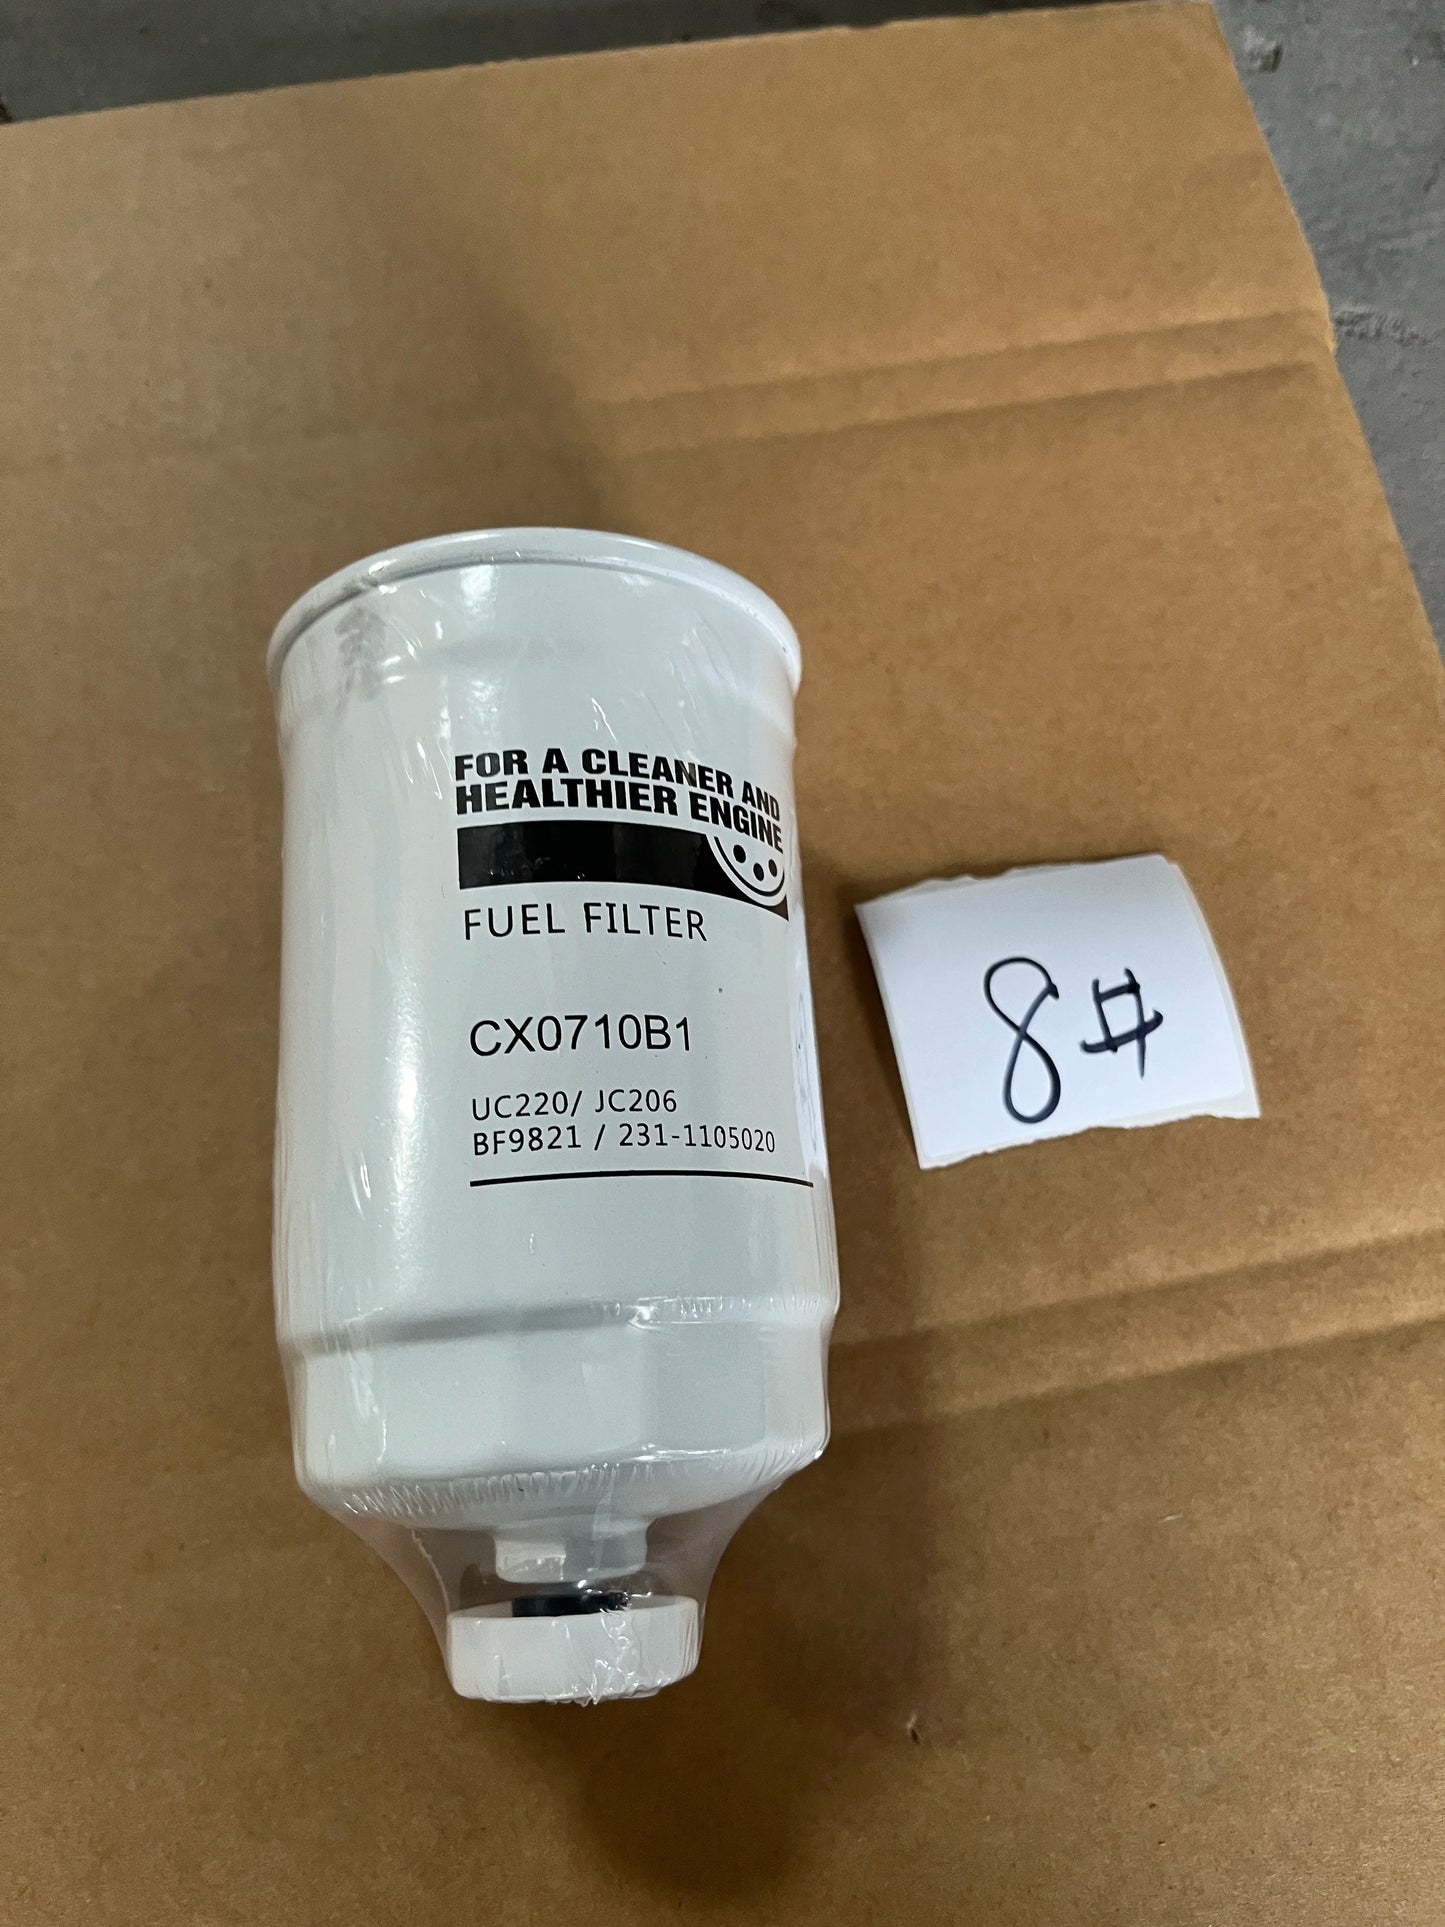 FOR A CLEANER AND
HEALTHIER ENGINE
FUEL FILTER
CX0710B1
UC220/ JC206
BF9821 / 231-1105020
8#